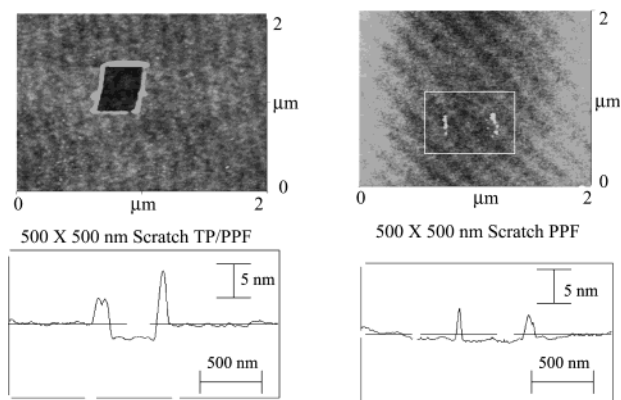 2
μm
0
0
μm
2
500 X 500 nm Scratch TP/PPF
5 nm
500 nm
2
μm
0
0
μm
2
500 X 500 nm Scratch PPF
5 nm
500 nm